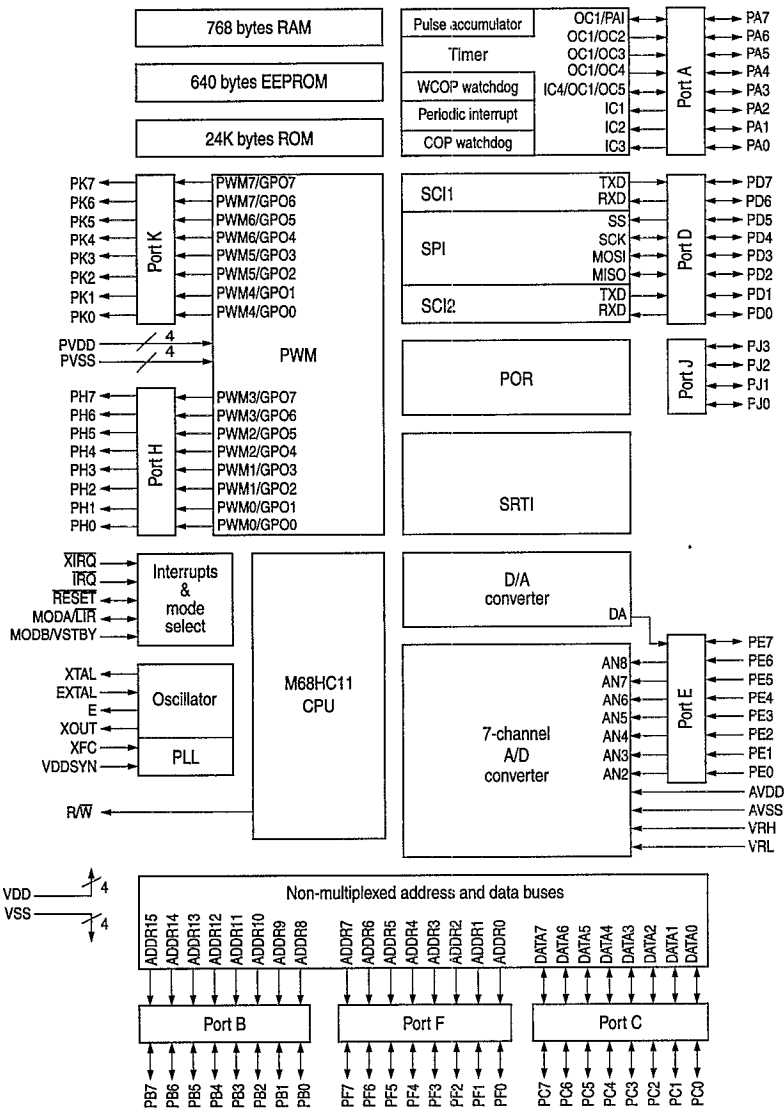 768 bytes RAM
640 bytes EEPROM
24K bytes ROM
Pulse accumulator
Timer
WCOP watchdog
Periodic interrupt
COP watchdog
OC1/PAI
OC1/OC2
OC1/OC3
OC1/OC4
IC4/OC1/OC5
IC1
IC2
IC3
Port A
PA7
PA6
PA5
PA4
PA3
PA2
PA1
PA0
PK7
PK6
PK5
PK4
PK3
PK2
PK1
PK0
Port K
PWM7/GPO7
PWM7/GPO6
PWM6/GPO5
PWM6/GPO4
PWM5/GPO3
PWM5/GPO2
PWM4/GPO1
PWM4/GPO0
PVDD
4
PVSS
4
PWM
PH7
PH6
PH5
PH4
PH3
PH2
PH1
PH0
Port H
PWM3/GPO7
PWM3/GPO6
PWM2/GPO5
PWM2/GPO4
PWM1/GPO3
PWM1/GPO2
PWM0/GPO1
PWM0/GPO0
SCI1
SPI
SCI2
TXD
RXD
SS
SCK
MOSI
MISO
TXD
RXD
Port D
PD7
PD6
PD5
PD4
PD3
PD2
PD1
PD0
POR
Port J
PJ3
PJ2
PJ1
PJ0
SRTI
XIRQ
IRQ
RESET
MODA/LIR
MODB/VSTBY
Interrupts
&
mode
select
XTAL
EXTAL
E
XOUT
XFC
VDDSYN
Oscillator
PLL
R/W
M68HC11
CPU
D/A
converter
DA
7-channel
A/D
converter
AN8
AN7
AN6
AN5
AN4
AN3
AN2
Port E
PE7
PE6
PE5
PE4
PE3
PE2
PE1
PE0
AVDD
AVSS
VRH
VRL
VDD
4
VSS
4
Non-multiplexed address and data buses
ADDR15
ADDR14
ADDR13
ADDR12
ADDR11
ADDR10
ADDR9
ADDR8
ADDR7
ADDR6
ADDR5
ADDR4
ADDR3
ADDR2
ADDR1
ADDR0
DATA7
DATA6
DATA5
DATA4
DATA3
DATA2
DATA1
DATA0
Port B
Port F
Port C
PB7
PB6
PB5
PB4
PB3
PB2
PB1
PB0
PF7
PF6
PF5
PF4
PF3
PF2
PF1
PF0
PC7
PC6
PC5
PC4
PC3
PC2
PC1
PC0